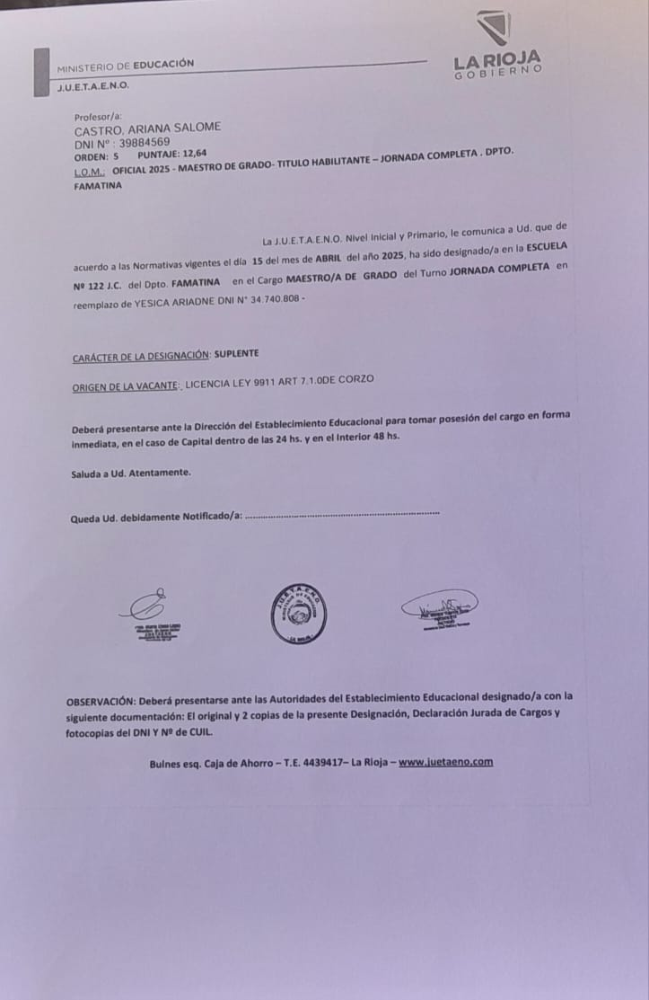 MINISTERIO DE EDUCACIÓN
J.U.E.T.A.E.N.O.
LA RIOJA
GOBIERNO
Profesor/a:
CASTRO, ARIANA SALOME
DNI Nº : 39884569
ORDEN: 5 PUNTAJE: 12,64
L.O.M.: OFICIAL 2025 - MAESTRO DE GRADO- TITULO HABILITANTE – JORNADA COMPLETA . DPTO.
FAMATINA
La J.U.E.T.A.E.N.O. Nivel Inicial y Primario, le comunica a Ud. que de
acuerdo a las Normativas vigentes el día 15 del mes de ABRIL del año 2025, ha sido designado/a en la ESCUELA
Nº 122 J.C. del Dpto. FAMATINA en el Cargo MAESTRO/A DE GRADO del Turno JORNADA COMPLETA en
reemplazo de YESICA ARIADNE DNI N° 34.740.808 -
CARÁCTER DE LA DESIGNACIÓN: SUPLENTE
ORIGEN DE LA VACANTE: LICENCIA LEY 9911 ART 7.1.0DE CORZO
Deberá presentarse ante la Dirección del Establecimiento Educacional para tomar posesión del cargo en forma
inmediata, en el caso de Capital dentro de las 24 hs. y en el Interior 48 hs.
Saluda a Ud. Atentamente.
Queda Ud. debidamente Notificado/a: ........................................................................
J.U.E.T.A.E.N.O.
MINISTERIO DE EDUCACION
- LA RIOJA -
OBSERVACIÓN: Deberá presentarse ante las Autoridades del Establecimiento Educacional designado/a con la
siguiente documentación: El original y 2 copias de la presente Designación, Declaración Jurada de Cargos y
fotocopias del DNI Y Nº de CUIL.
Bulnes esq. Caja de Ahorro – T.E. 4439417– La Rioja – www.juetaeno.com